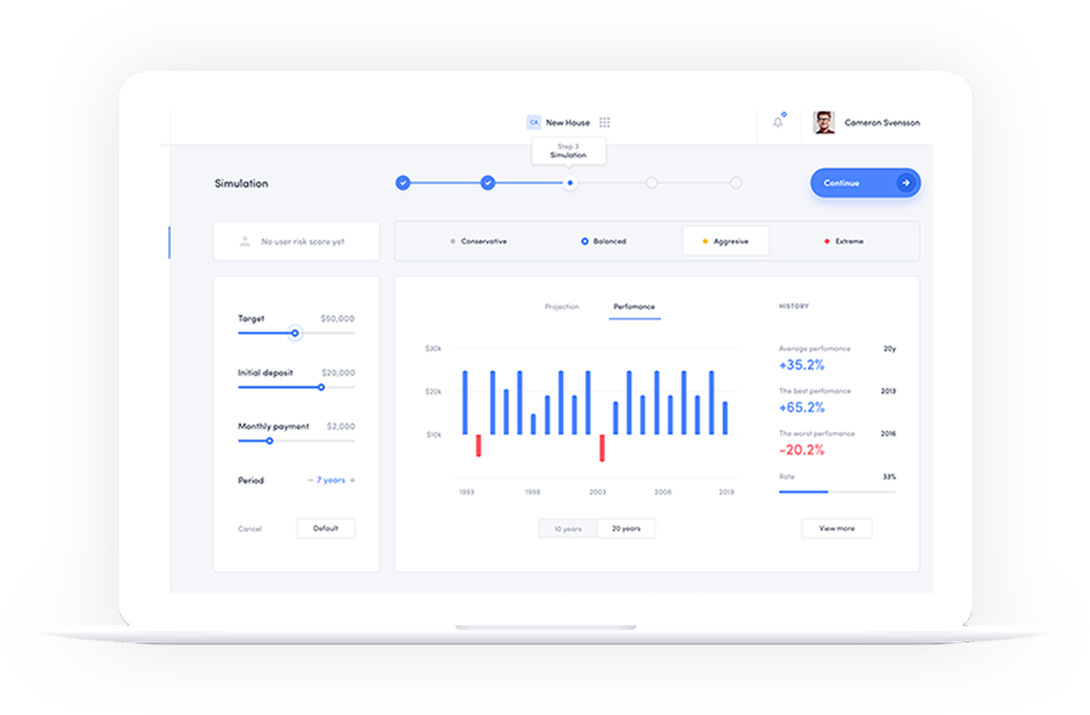 CA New House
Cameron Svensson
Step 3
Simulation
Simulation
Continue
No user risk score yet
Conservative
Balanced
Aggresive
Extreme
Target $50,000
Initial deposit $20,000
Monthly payment $2,000
Period − 7 years +
Cancel
Default
Projection
Perfomance
$30k
$20k
$10k
1993 1998 2003 2008 2013
10 years
20 years
HISTORY
Average perfomance 20y
+35.2%
The best perfomance 2013
+65.2%
The worst perfomance 2016
-20.2%
Rate 33%
View more